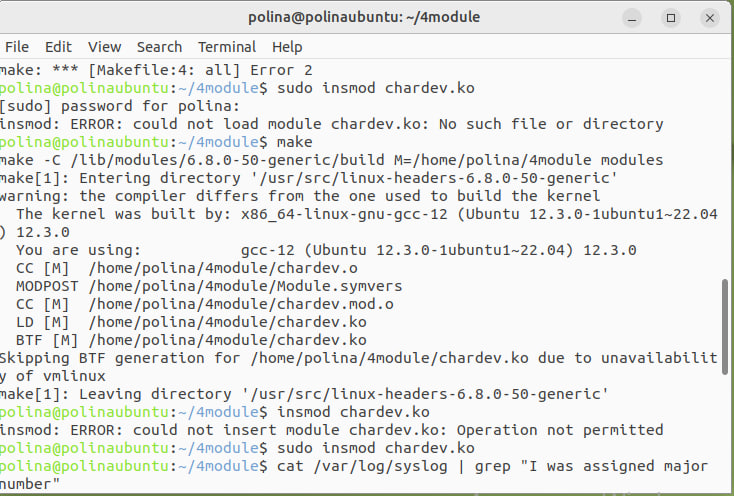 polina@polinaubuntu: ~/4module
File Edit View Search Terminal Help
make: *** [Makefile:4: all] Error 2
polina@polinaubuntu:~/4module$ sudo insmod chardev.ko
[sudo] password for polina:
insmod: ERROR: could not load module chardev.ko: No such file or directory
polina@polinaubuntu:~/4module$ make
make -C /lib/modules/6.8.0-50-generic/build M=/home/polina/4module modules
make[1]: Entering directory '/usr/src/linux-headers-6.8.0-50-generic'
warning: the compiler differs from the one used to build the kernel
  The kernel was built by: x86_64-linux-gnu-gcc-12 (Ubuntu 12.3.0-1ubuntu1~22.04
) 12.3.0
  You are using:           gcc-12 (Ubuntu 12.3.0-1ubuntu1~22.04) 12.3.0
  CC [M]  /home/polina/4module/chardev.o
  MODPOST /home/polina/4module/Module.symvers
  CC [M]  /home/polina/4module/chardev.mod.o
  LD [M]  /home/polina/4module/chardev.ko
  BTF [M] /home/polina/4module/chardev.ko
Skipping BTF generation for /home/polina/4module/chardev.ko due to unavailabilit
y of vmlinux
make[1]: Leaving directory '/usr/src/linux-headers-6.8.0-50-generic'
polina@polinaubuntu:~/4module$ insmod chardev.ko
insmod: ERROR: could not insert module chardev.ko: Operation not permitted
polina@polinaubuntu:~/4module$ sudo insmod chardev.ko
polina@polinaubuntu:~/4module$ cat /var/log/syslog | grep "I was assigned major
number"